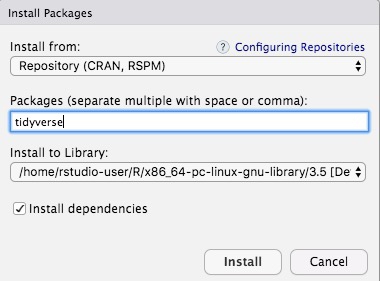 Install Packages
Install from:
? Configuring Repositories
Repository (CRAN, RSPM)
Packages (separate multiple with space or comma):
tidyverse
Install to Library:
/home/rstudio-user/R/x86_64-pc-linux-gnu-library/3.5 [De
Install dependencies
Install
Cancel